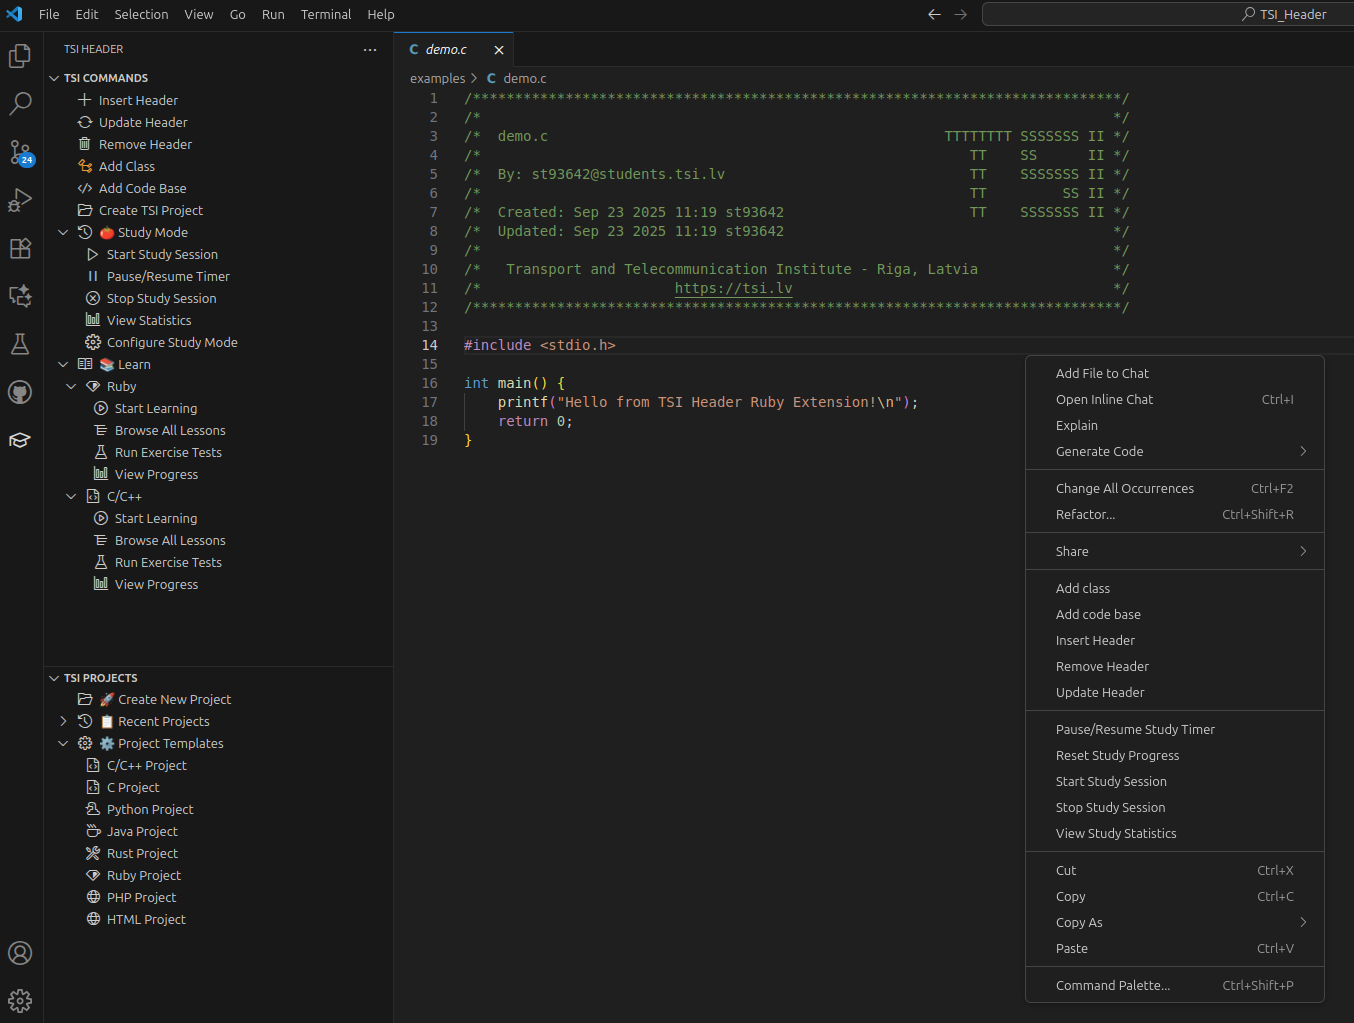 File Edit Selection View Go Run Terminal Help
TSI_Header
TSI HEADER
TSI COMMANDS
Insert Header
Update Header
Remove Header
24
Add Class
Add Code Base
Create TSI Project
Study Mode
Start Study Session
Pause/Resume Timer
Stop Study Session
View Statistics
Configure Study Mode
Learn
Ruby
Start Learning
Browse All Lessons
Run Exercise Tests
View Progress
C/C++
Start Learning
Browse All Lessons
Run Exercise Tests
View Progress
TSI PROJECTS
Create New Project
Recent Projects
Project Templates
C/C++ Project
C Project
Python Project
Java Project
Rust Project
Ruby Project
PHP Project
HTML Project
C demo.c
examples > C demo.c
1 /*****************************************************************************/
2 /*                                                                           */
3 /*  demo.c                                               TTTTTTTT SSSSSSS II */
4 /*                                                          TT    SS      II */
5 /*  By: st93642@students.tsi.lv                             TT    SSSSSSS II */
6 /*                                                          TT         SS II */
7 /*  Created: Sep 23 2025 11:19 st93642                      TT    SSSSSSS II */
8 /*  Updated: Sep 23 2025 11:19 st93642                                       */
9 /*                                                                           */
10 /*   Transport and Telecommunication Institute - Riga, Latvia                */
11 /*                       https://tsi.lv                                      */
12 /*****************************************************************************/
13
14 #include <stdio.h>
15
16 int main() {
17     printf("Hello from TSI Header Ruby Extension!\n");
18     return 0;
19 }
Add File to Chat
Open Inline Chat Ctrl+I
Explain
Generate Code
Change All Occurrences Ctrl+F2
Refactor... Ctrl+Shift+R
Share
Add class
Add code base
Insert Header
Remove Header
Update Header
Pause/Resume Study Timer
Reset Study Progress
Start Study Session
Stop Study Session
View Study Statistics
Cut Ctrl+X
Copy Ctrl+C
Copy As
Paste Ctrl+V
Command Palette... Ctrl+Shift+P